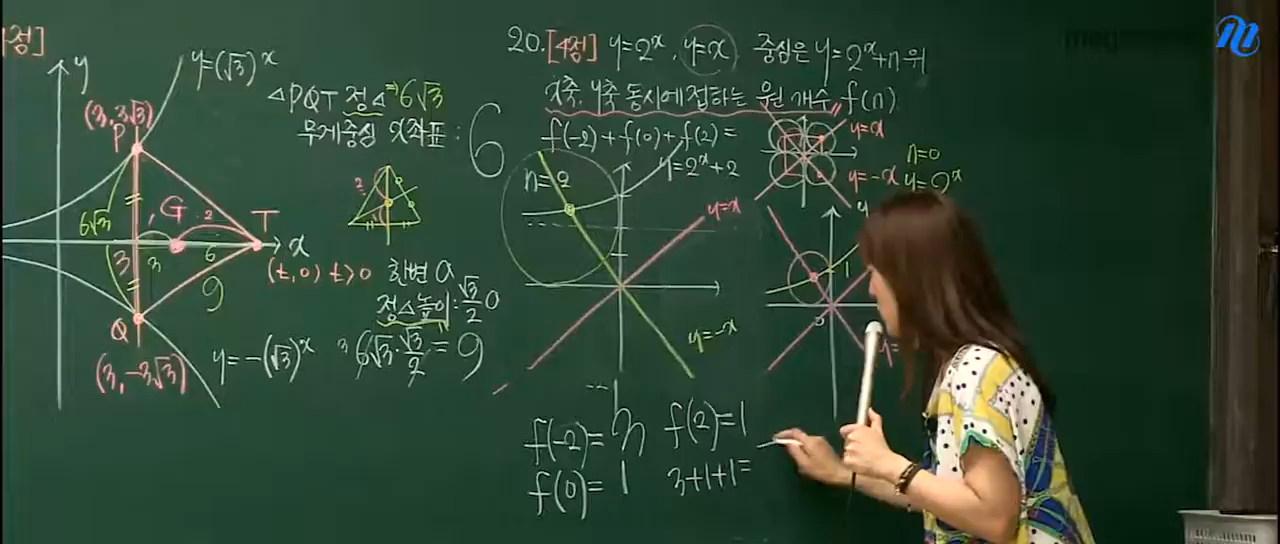 점]
y
y=(√3)^x
(3, 3√3)
P
△PQT 정△⇒6√3
무게중심 x좌표 : 6
6√3
G
2
T
x
3
3
6
9
(t, 0) t>0
Q
(3, -3√3)
y=-(√3)^x
2
한변 a
정△높이 : √3/2 a
3
6√3·√3/2=9
20. [4점] y=2^x, y=x 중심은 y=2^x+n 위
x축, y축 동시에 접하는 원 개수, f(n)
f(-2)+f(0)+f(2)=
n=2
y=2^x+2
y=x
y=-x
y=x
y=-x
n=0
y=2^x
y
1
f(-2)=3
f(0)=1
f(2)=1
3+1+1=